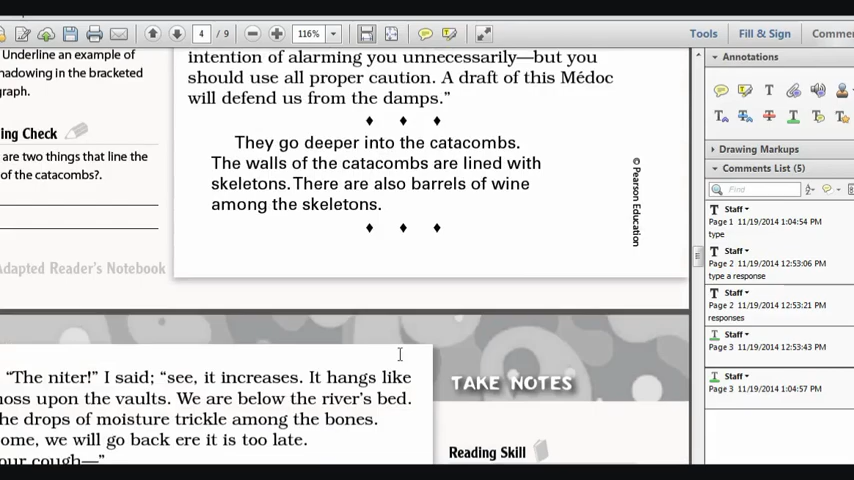 4 / 9
116%
Tools
Fill & Sign
Comme
Underline an example of
hadowing in the bracketed
graph.
ing Check
are two things that line the
of the catacombs?.
Adapted Reader's Notebook
intention of alarming you unnecessarily—but you
should use all proper caution. A draft of this Médoc
will defend us from the damps.”
They go deeper into the catacombs.
The walls of the catacombs are lined with
skeletons. There are also barrels of wine
among the skeletons.
© Pearson Education
“The niter!” I said; “see, it increases. It hangs like
moss upon the vaults. We are below the river’s bed.
he drops of moisture trickle among the bones.
ome, we will go back ere it is too late.
our cough—”
TAKE NOTES
Reading Skill
Annotations
Drawing Markups
Comments List (5)
Find
Staff
Page 1 11/19/2014 1:04:54 PM
type
Staff
Page 2 11/19/2014 12:53:06 PM
type a response
Staff
Page 2 11/19/2014 12:53:21 PM
responses
Staff
Page 3 11/19/2014 12:53:43 PM
Staff
Page 3 11/19/2014 1:04:57 PM